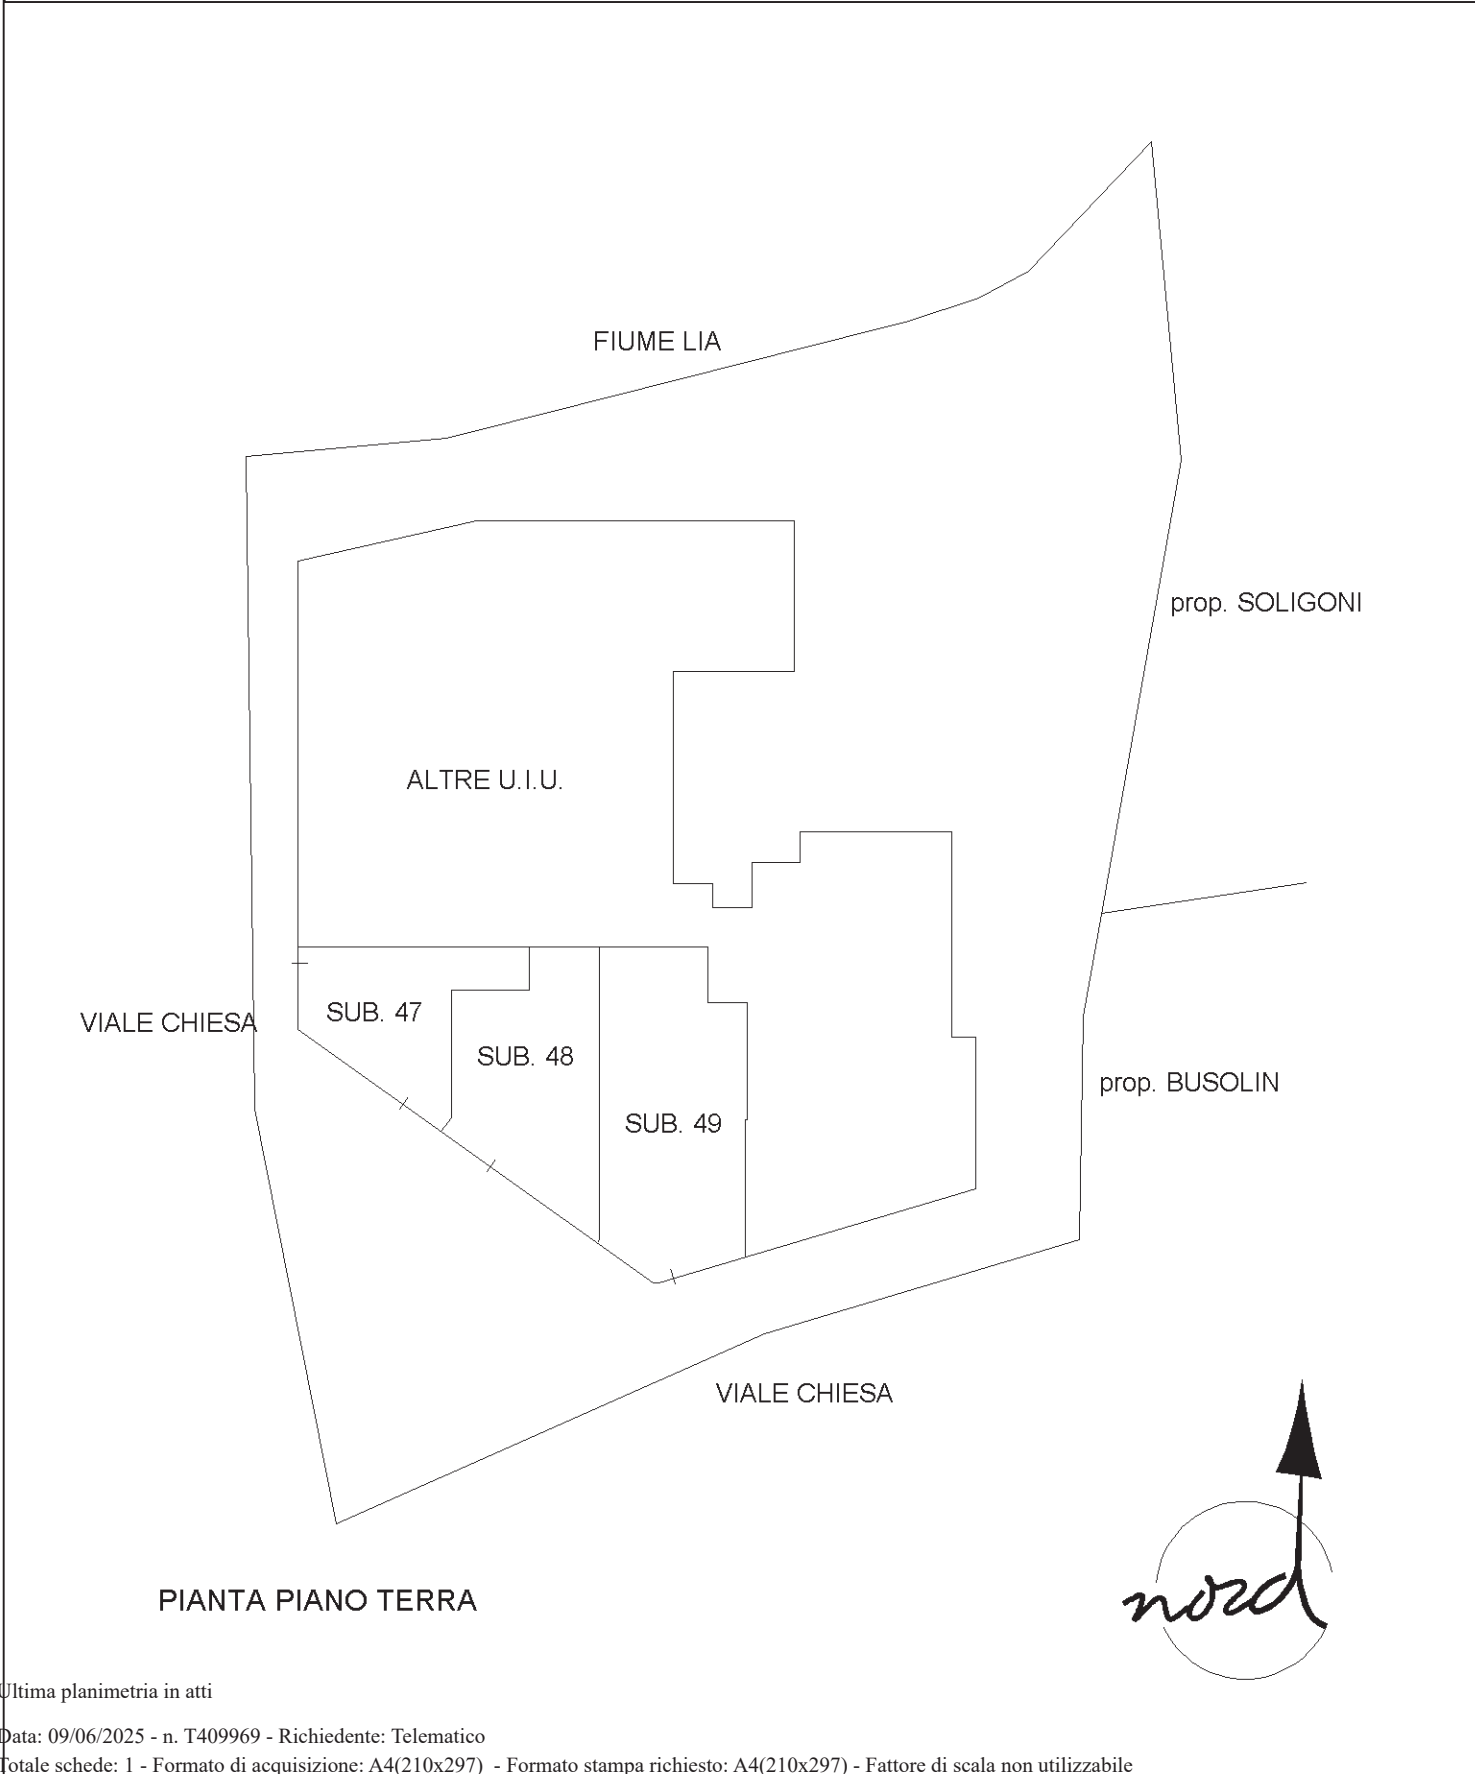 FIUME LIA
prop. SOLIGONI
ALTRE U.I.U.
SUB. 47
VIALE CHIESA
SUB. 48
prop. BUSOLIN
SUB. 49
VIALE CHIESA
nord
PIANTA PIANO TERRA
Ultima planimetria in atti
Data: 09/06/2025 - n. T409969 - Richiedente: Telematico
Totale schede: 1 - Formato di acquisizione: A4(210x297) - Formato stampa richiesto: A4(210x297) - Fattore di scala non utilizzabile